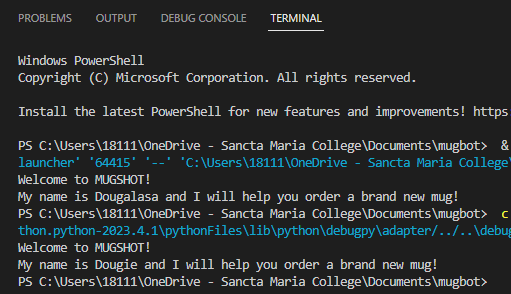 PROBLEMS OUTPUT DEBUG CONSOLE TERMINAL
Windows PowerShell
Copyright (C) Microsoft Corporation. All rights reserved.
Install the latest PowerShell for new features and improvements! https
PS C:\Users\18111\OneDrive - Sancta Maria College\Documents\mugbot> &
launcher' '64415' '--' 'C:\Users\18111\OneDrive - Sancta Maria College\
Welcome to MUGSHOT!
My name is Dougalasa and I will help you order a brand new mug!
PS C:\Users\18111\OneDrive - Sancta Maria College\Documents\mugbot> c
thon.python-2023.4.1\pythonFiles\lib\python\debugpy\adapter/../..\debug
Welcome to MUGSHOT!
My name is Dougie and I will help you order a brand new mug!
PS C:\Users\18111\OneDrive - Sancta Maria College\Documents\mugbot>